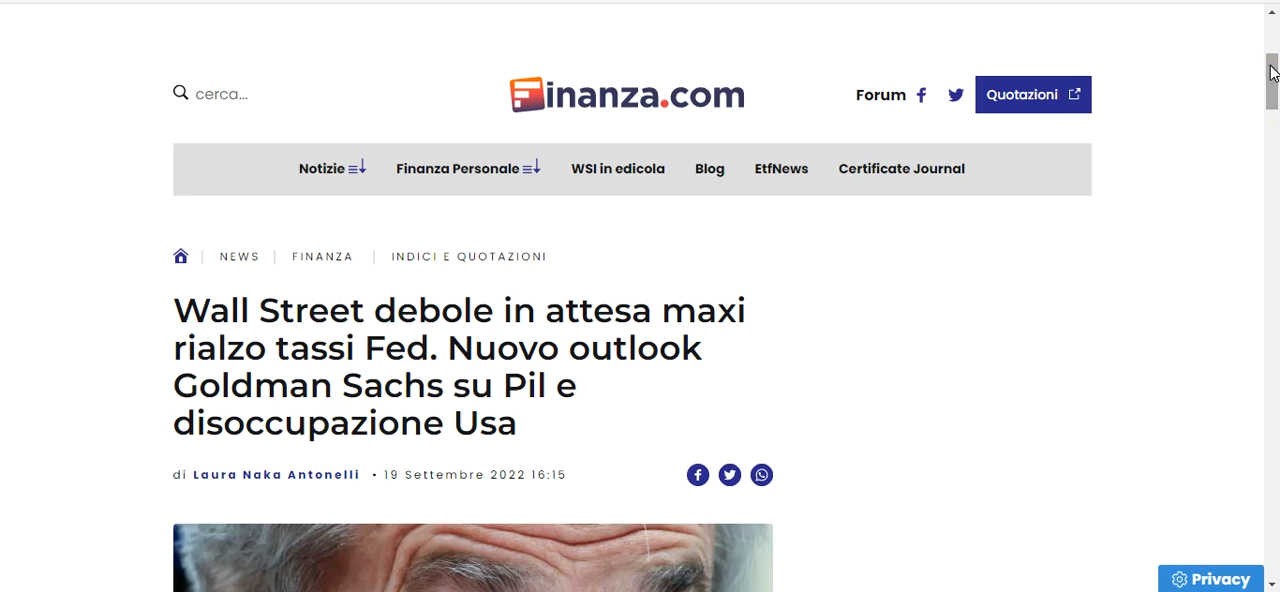 cerca...
Finanza.com
Forum
Quotazioni
Notizie
Finanza Personale
WSI in edicola
Blog
EtfNews
Certificate Journal
NEWS | FINANZA | INDICI E QUOTAZIONI
Wall Street debole in attesa maxi
rialzo tassi Fed. Nuovo outlook
Goldman Sachs su Pil e
disoccupazione Usa
di Laura Naka Antonelli • 19 Settembre 2022 16:15
Privacy